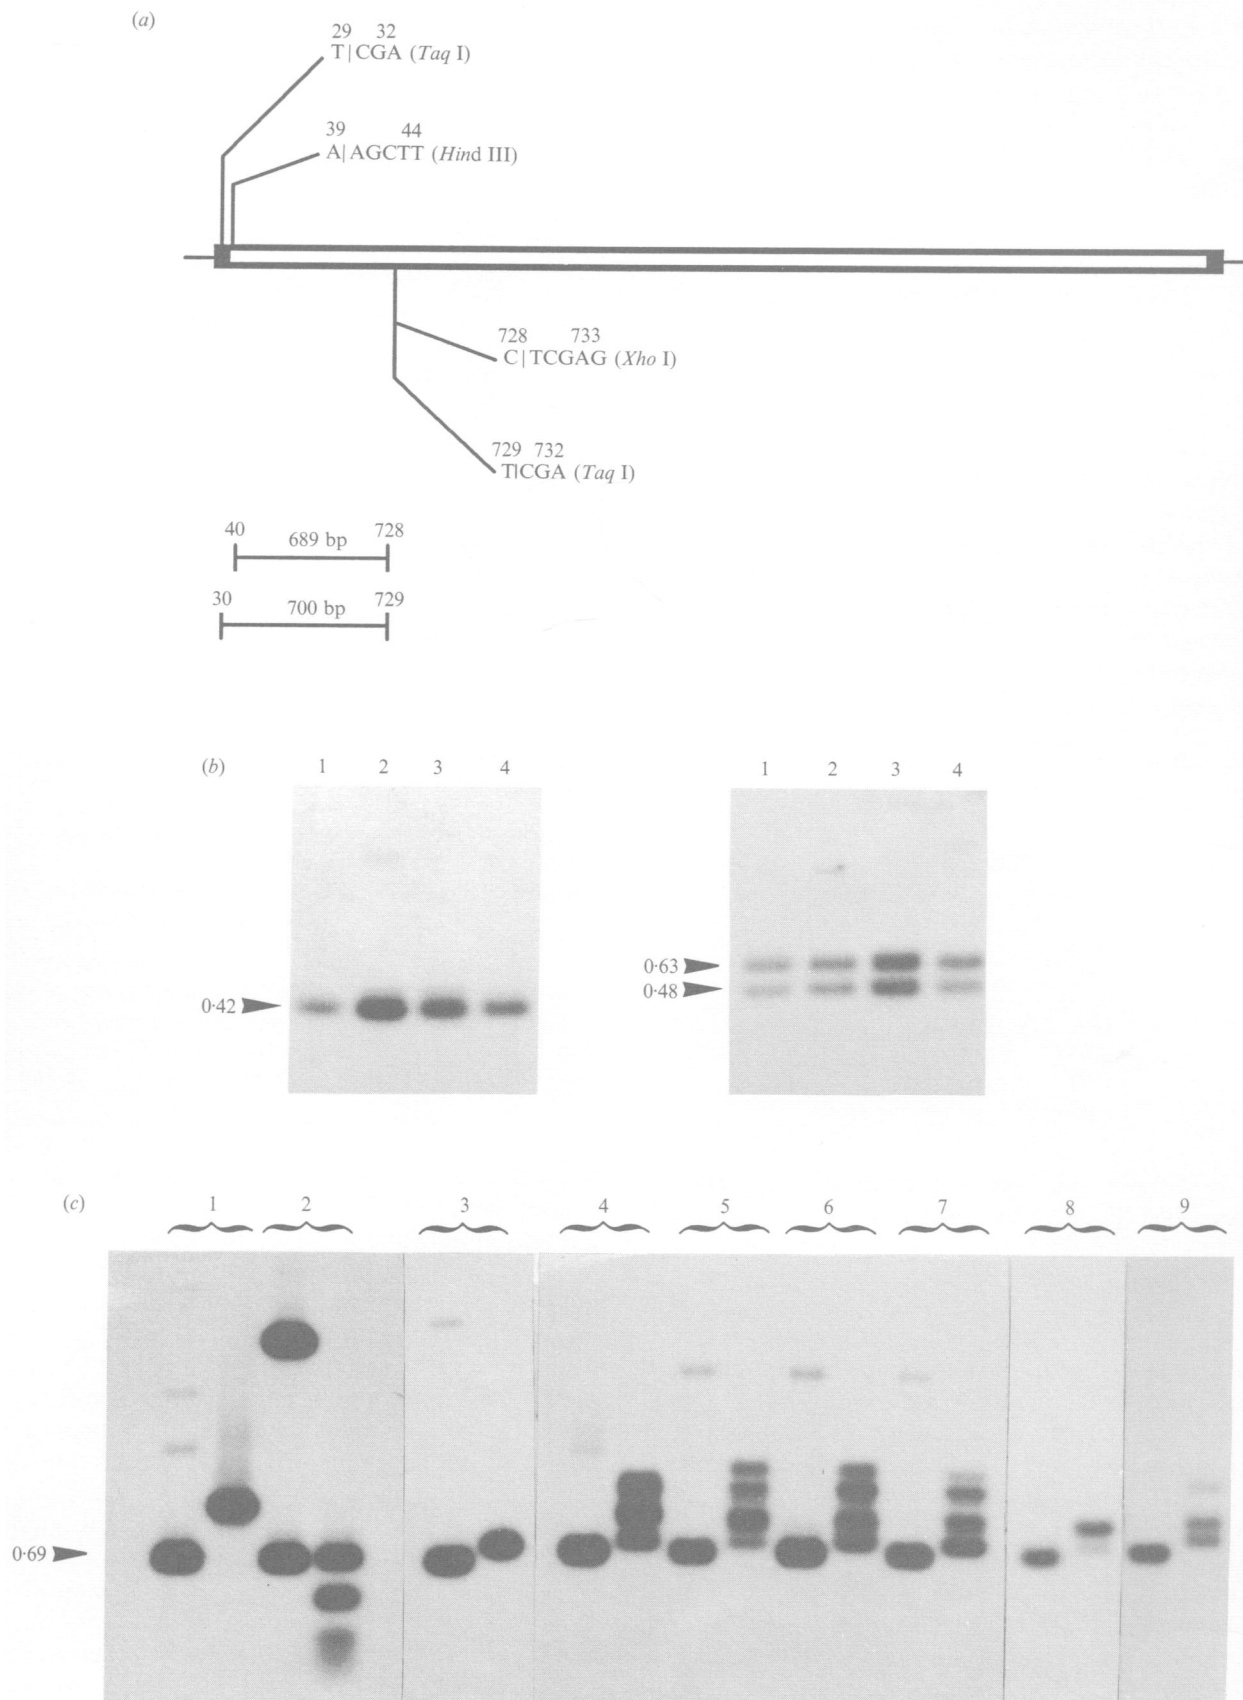 (a)
29 32
T|CGA (Taq I)
39 44
A|AGCTT (Hind III)
728 733
C|TCGAG (Xho I)
729 732
T|CGA (Taq I)
40 689 bp 728
30 700 bp 729
(b)
1 2 3 4
1 2 3 4
0·63
0·48
0·42
(c)
1 2 3 4 5 6 7 8 9
0·69